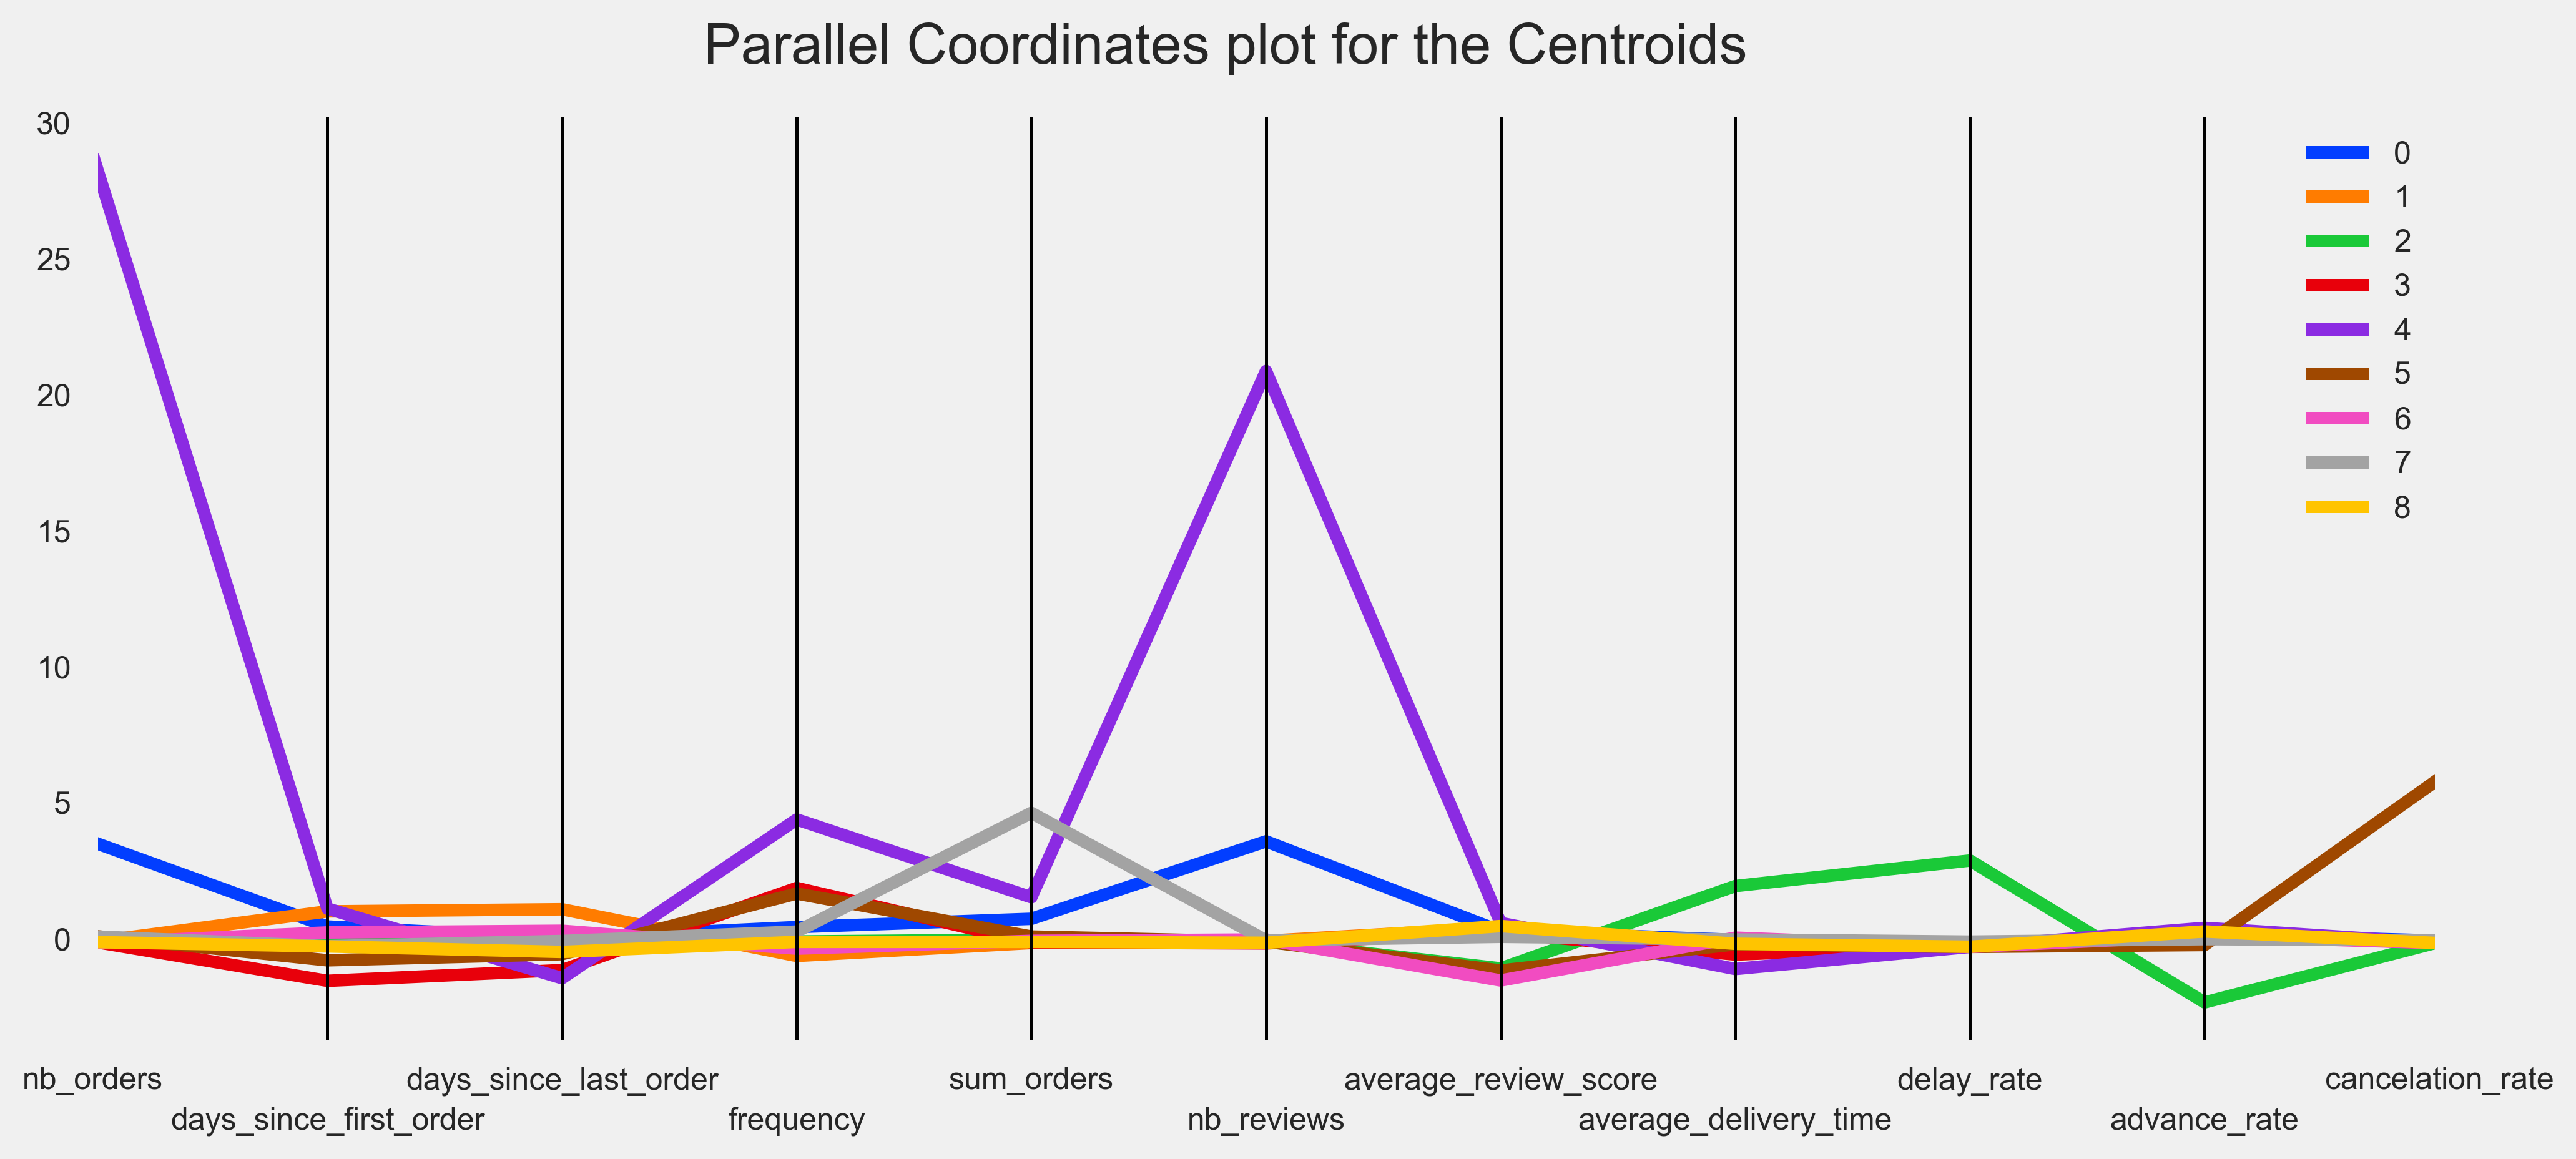 Parallel Coordinates plot for the Centroids
30
25
20
15
10
5
0
0
1
2
3
4
5
6
7
8
nb_orders
days_since_first_order
days_since_last_order
frequency
sum_orders
nb_reviews
average_review_score
average_delivery_time
delay_rate
advance_rate
cancelation_rate